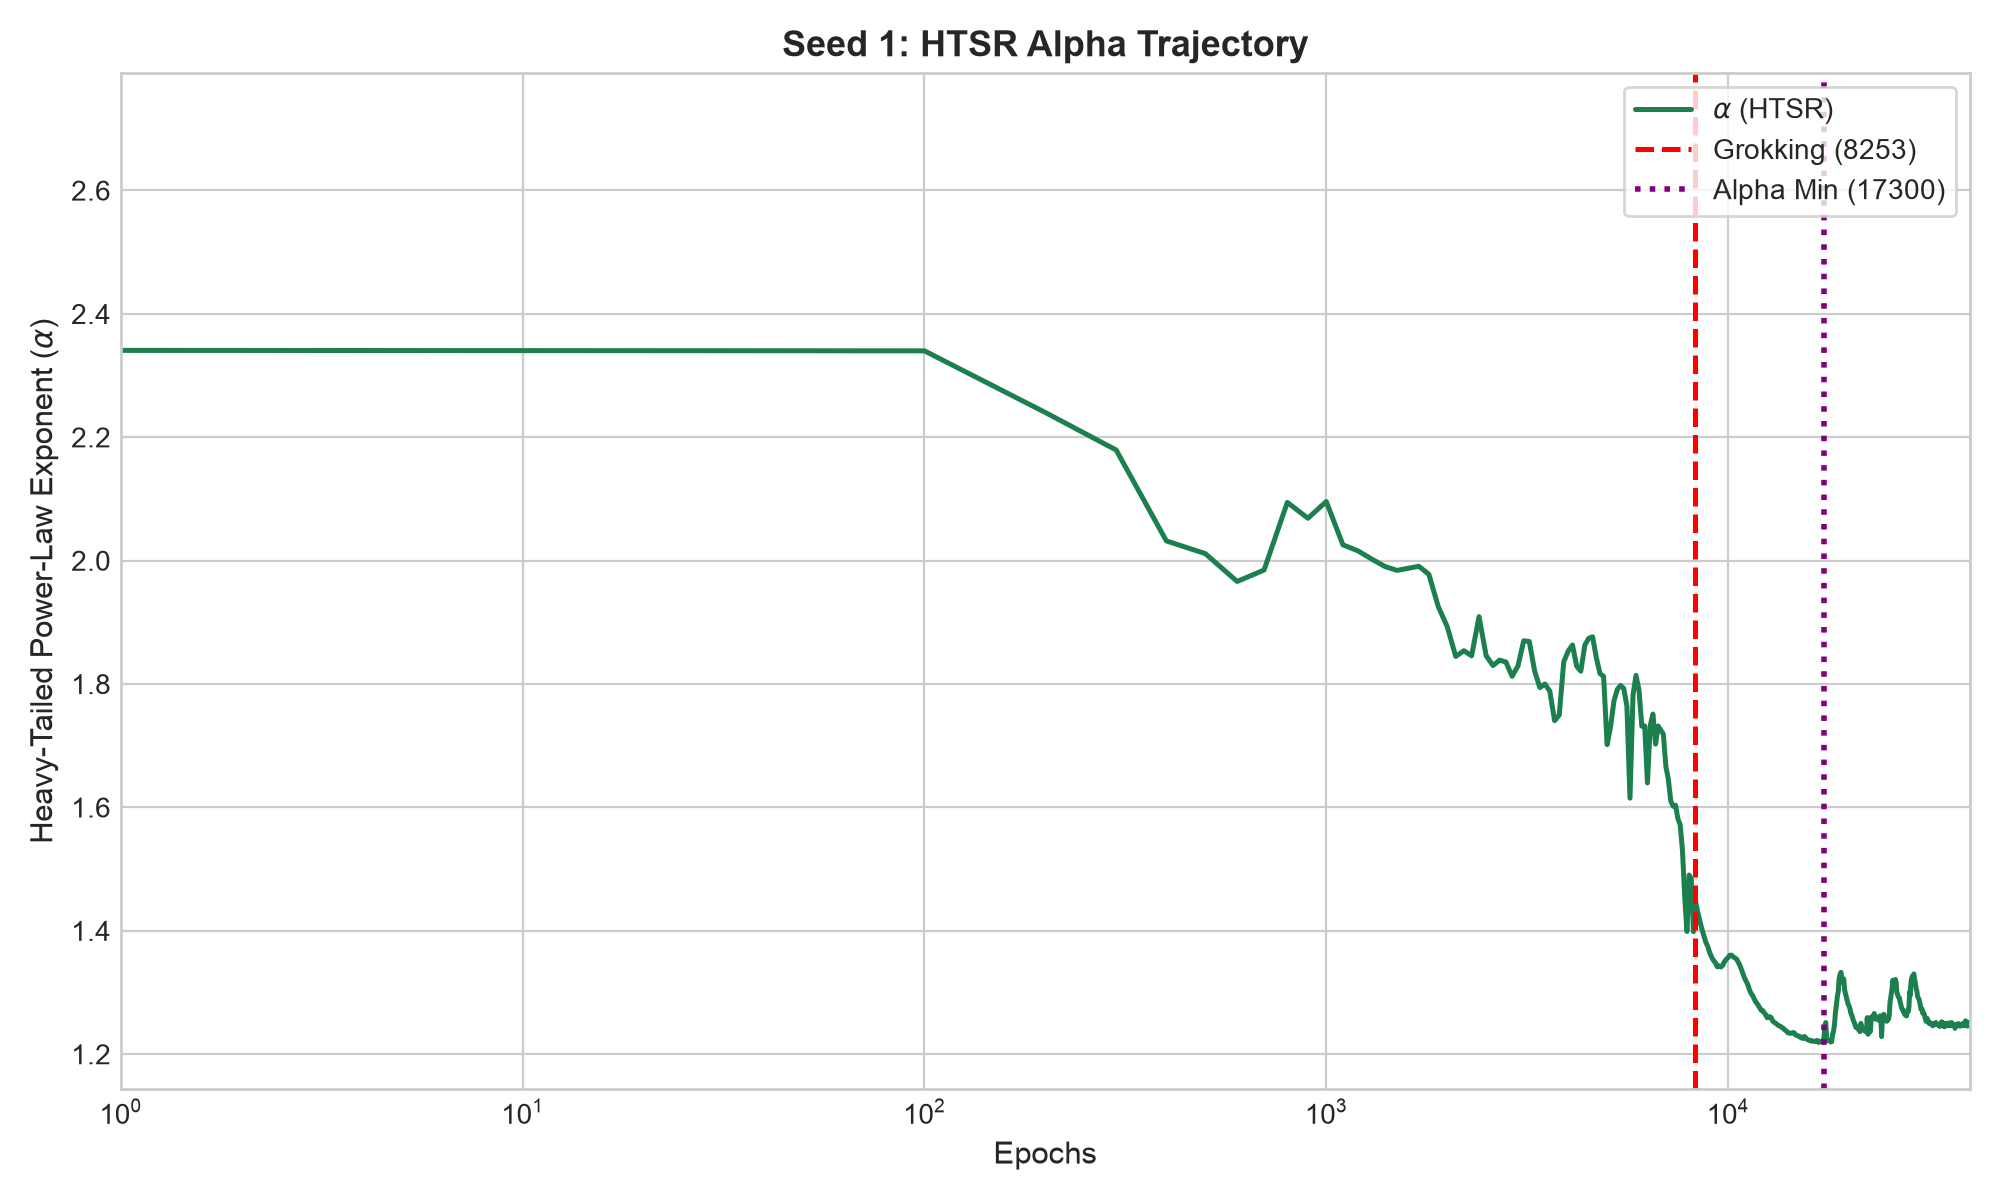 Seed 1: HTSR Alpha Trajectory
α (HTSR)
Grokking (8253)
Alpha Min (17300)
Heavy-Tailed Power-Law Exponent (α)
2.6
2.4
2.2
2.0
1.8
1.6
1.4
1.2
10⁰ 10¹ 10² 10³ 10⁴
Epochs